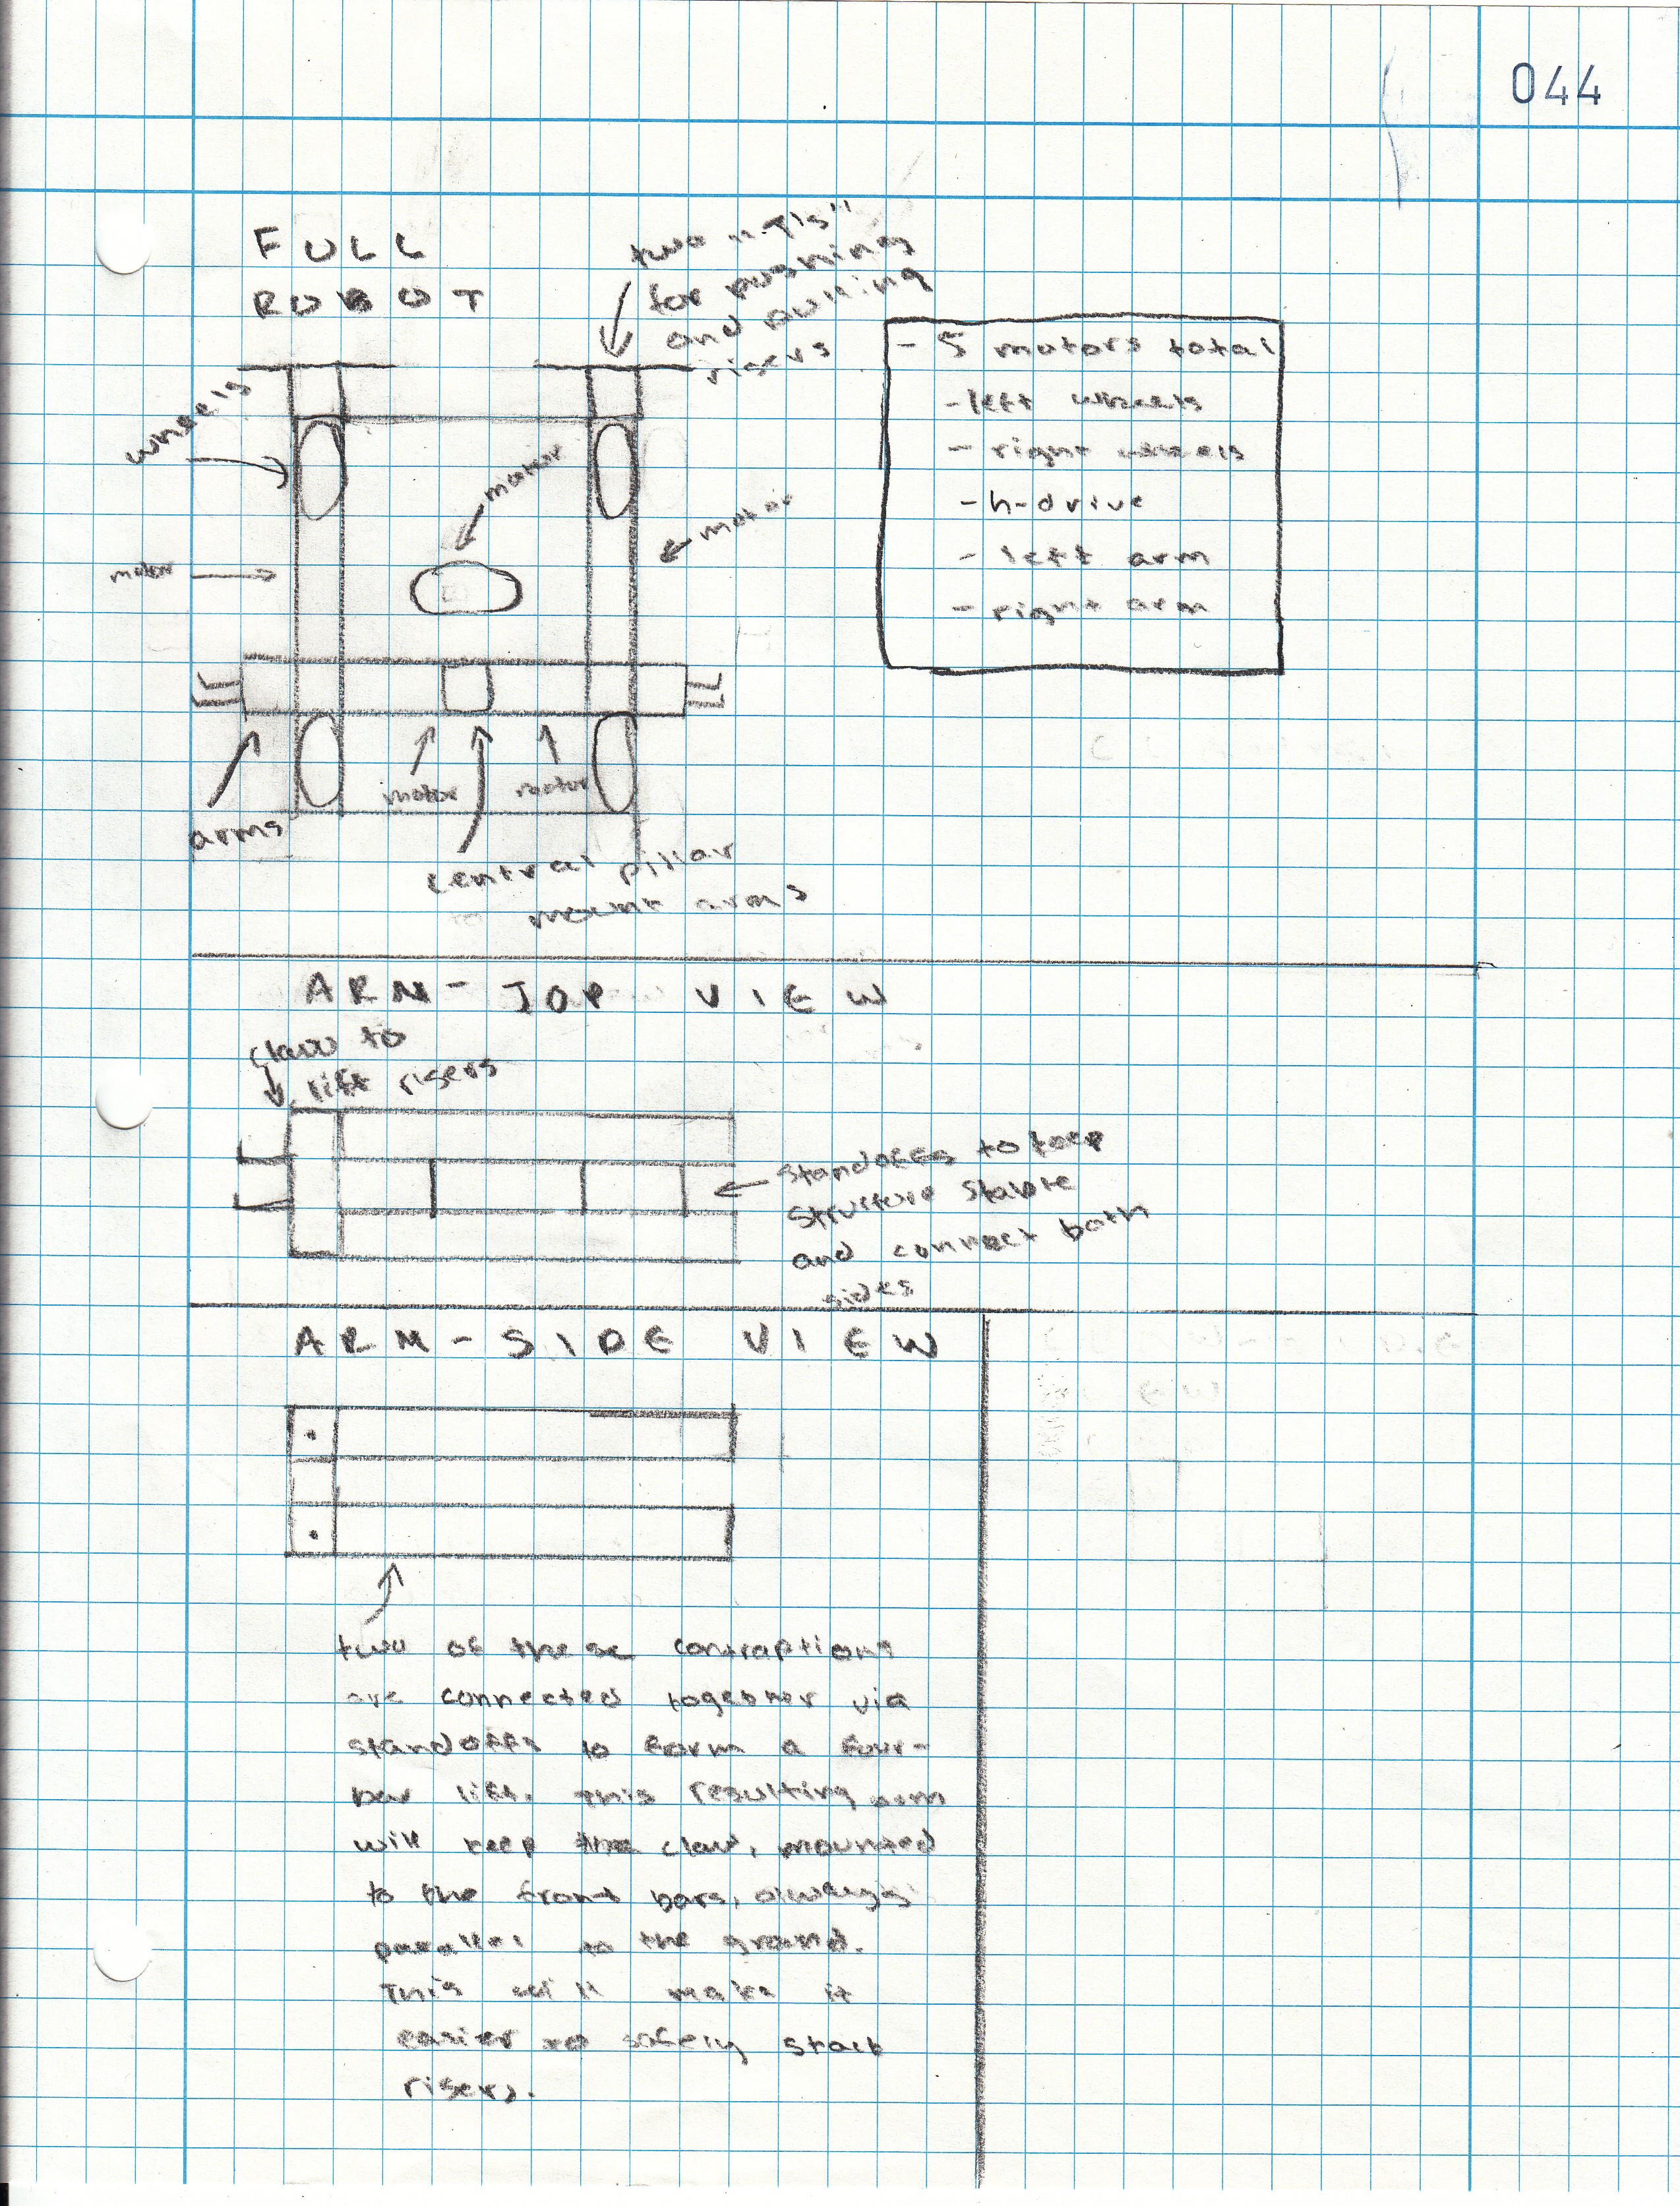 044
FULL
ROBOT
two "T's"
for pushing
and pulling
risers
wheels
motor
motor
motor
- 5 motors total
- left wheels
- right wheels
- h-drive
- left arm
- right arm
motor
motor
arms
central pillar
to mount arms
ARM - TOP VIEW
claw to
lift risers
standoffs to keep
structure stable
and connect both
sides
ARM - SIDE VIEW
two of these contraptions
are connected together via
standoffs to form a four-
bar lift. This resulting arm
will keep the claw, mounted
to the front bars, always
parallel to the ground.
This will make it
easier to safely stack
risers.